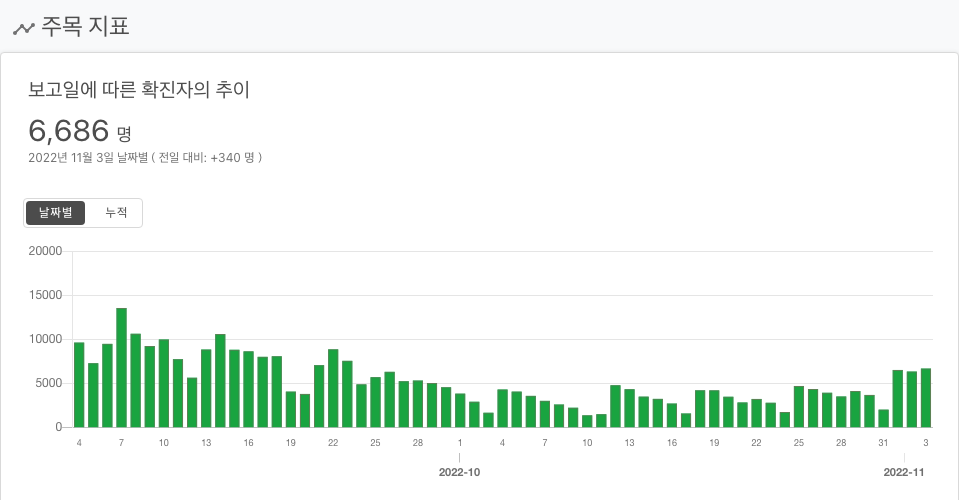 주목 지표
보고일에 따른 확진자의 추이
6,686 명
2022년 11월 3일 날짜별 ( 전일 대비: +340 명 )
날짜별 누적
20000
15000
10000
5000
0
4 7 10 13 16 19 22 25 28 1 4 7 10 13 16 19 22 25 28 31 3
2022-10 2022-11